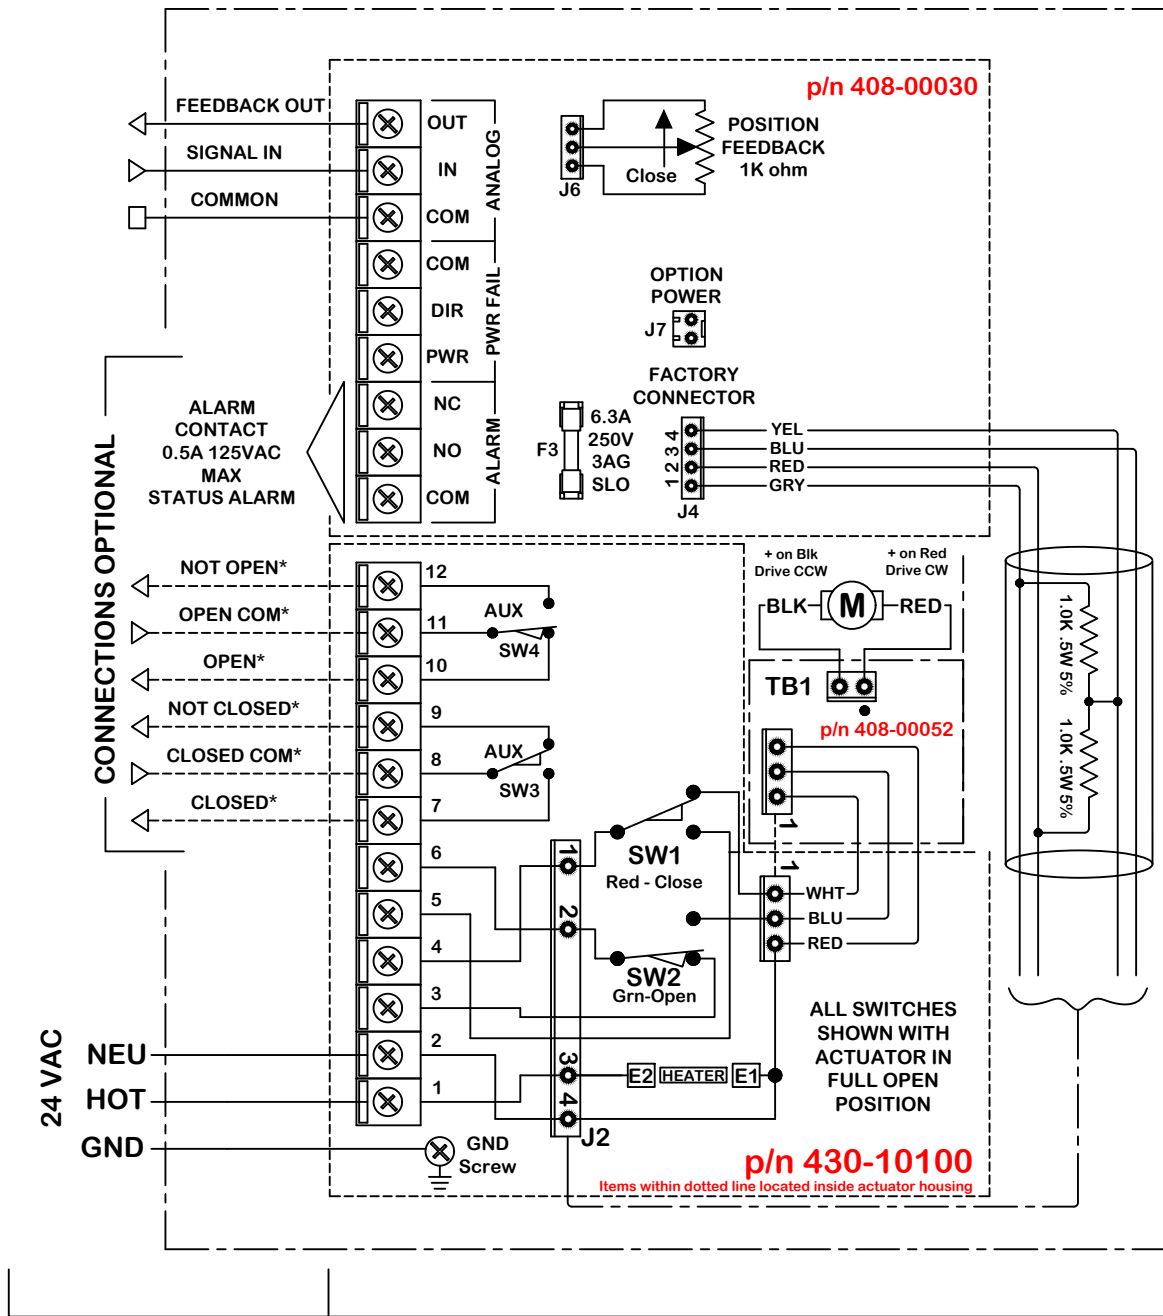 p/n 408-00030
FEEDBACK OUT
OUT
SIGNAL IN
IN
COMMON
COM
ANALOG
COM
DIR
PWR
PWR FAIL
NC
NO
COM
ALARM
J6
Close
POSITION
FEEDBACK
1K ohm
OPTION
POWER
J7
FACTORY
CONNECTOR
F3
6.3A
250V
3AG
SLO
1 2 3 4
J4
YEL
BLU
RED
GRY
CONNECTIONS OPTIONAL
ALARM
CONTACT
0.5A 125VAC
MAX
STATUS ALARM
NOT OPEN*
12
OPEN COM*
11
OPEN*
10
NOT CLOSED*
9
CLOSED COM*
8
CLOSED*
7
6
5
4
3
2
1
AUX
SW4
AUX
SW3
+ on Blk
Drive CCW
+ on Red
Drive CW
BLK
M
RED
TB1
p/n 408-00052
1
1
1.0K .5W 5%
1.0K .5W 5%
SW1
Red - Close
WHT
BLU
RED
SW2
Grn-Open
1
2
3
4
J2
E2
HEATER
E1
ALL SWITCHES
SHOWN WITH
ACTUATOR IN
FULL OPEN
POSITION
24 VAC
NEU
HOT
GND
GND
Screw
p/n 430-10100
Items within dotted line located inside actuator housing